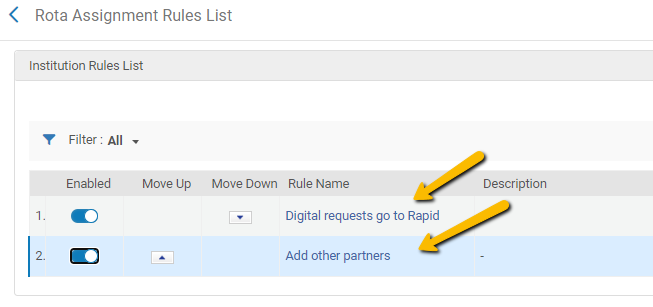 Rota Assignment Rules List
Institution Rules List
Filter : All
Enabled Move Up Move Down Rule Name Description
1. Digital requests go to Rapid
2. Add other partners -